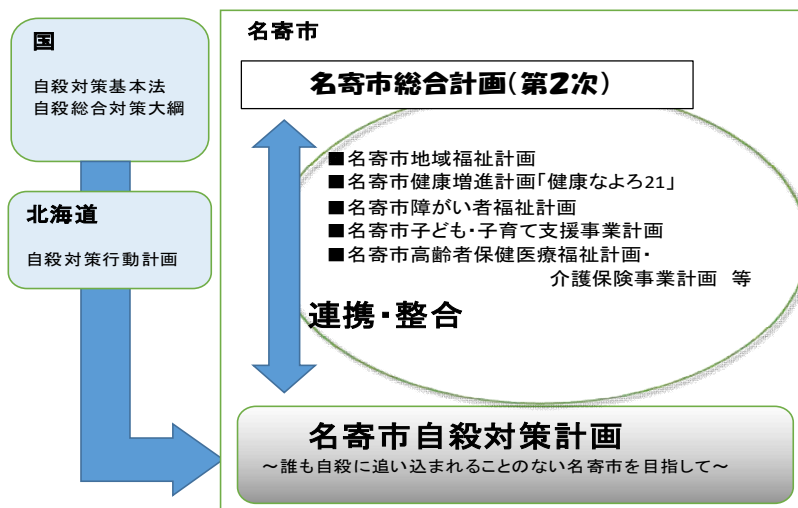 国
自殺対策基本法
自殺総合対策大綱
北海道
自殺対策行動計画
名寄市
名寄市総合計画(第2次)
■名寄市地域福祉計画
■名寄市健康増進計画「健康なよろ21」
■名寄市障がい者福祉計画
■名寄市子ども・子育て支援事業計画
■名寄市高齢者保健医療福祉計画・
介護保険事業計画 等
連携・整合
名寄市自殺対策計画
~誰も自殺に追い込まれることのない名寄市を目指して~